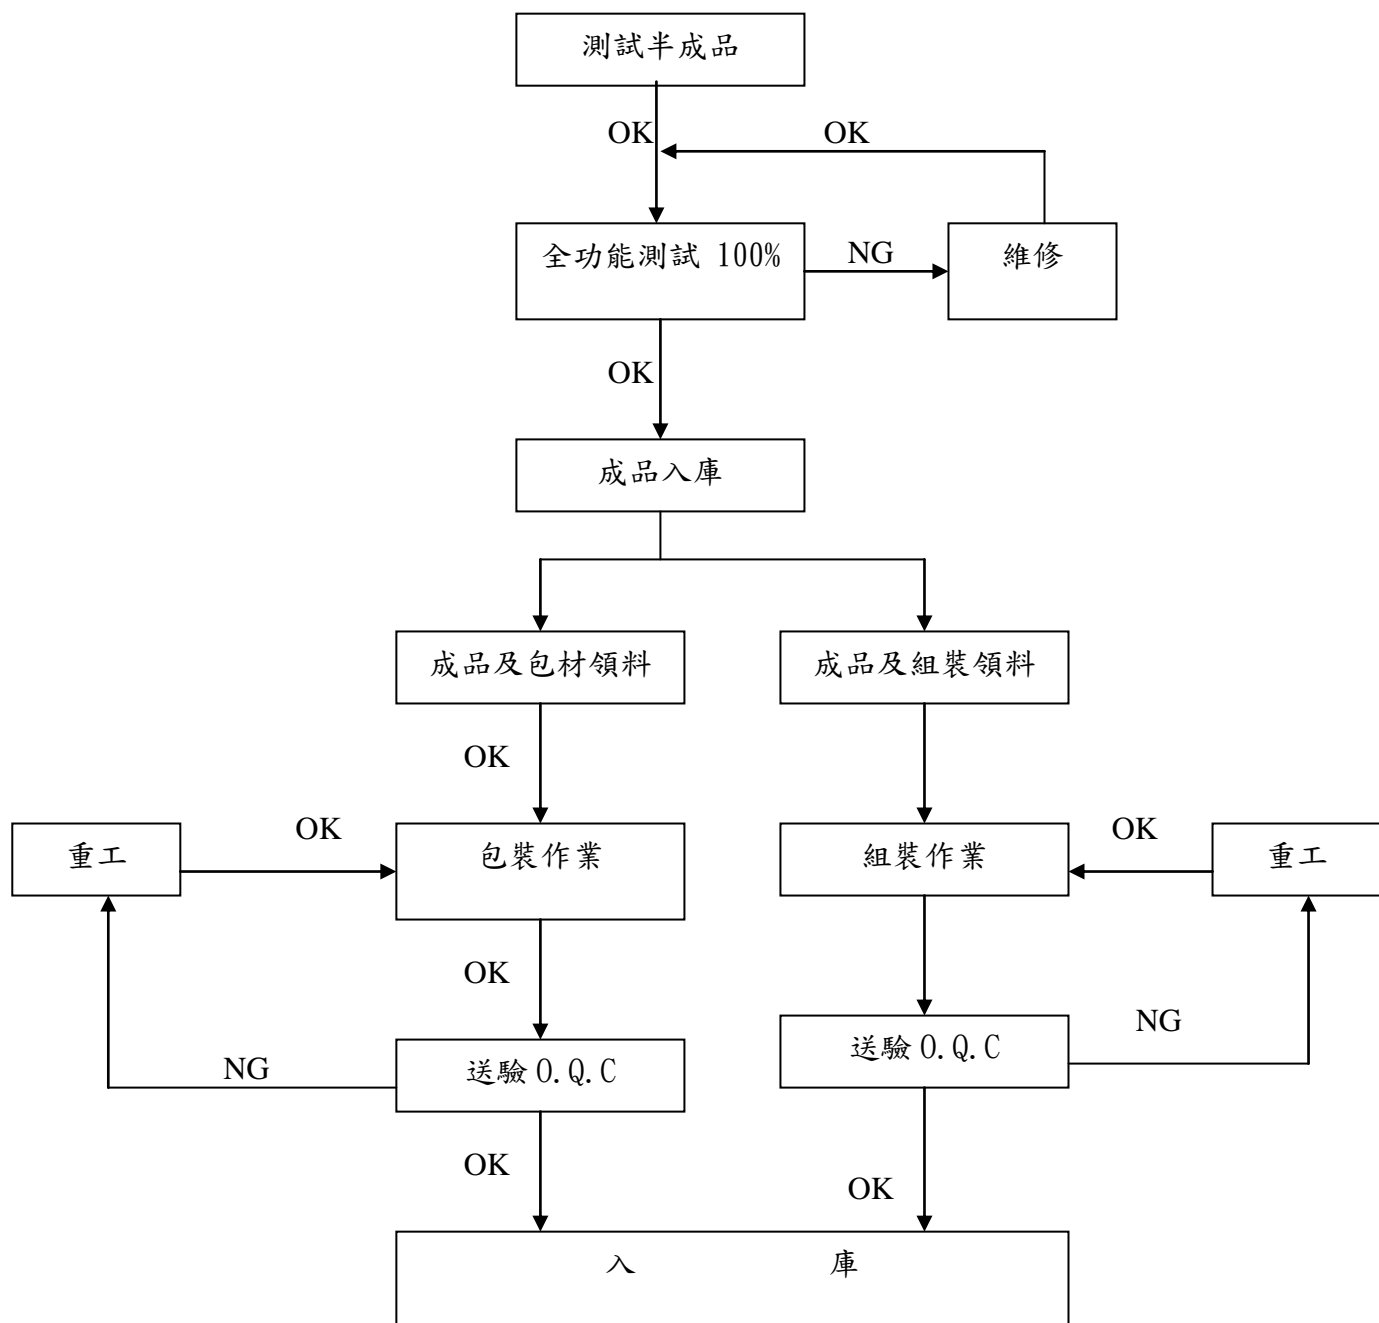 測試半成品
OK
OK
全功能測試 100%
NG
維修
OK
成品入庫
成品及包材領料
成品及組裝領料
OK
重工
OK
包裝作業
組裝作業
OK
重工
OK
送驗 O.Q.C
NG
NG
送驗 O.Q.C
OK
OK
入 庫